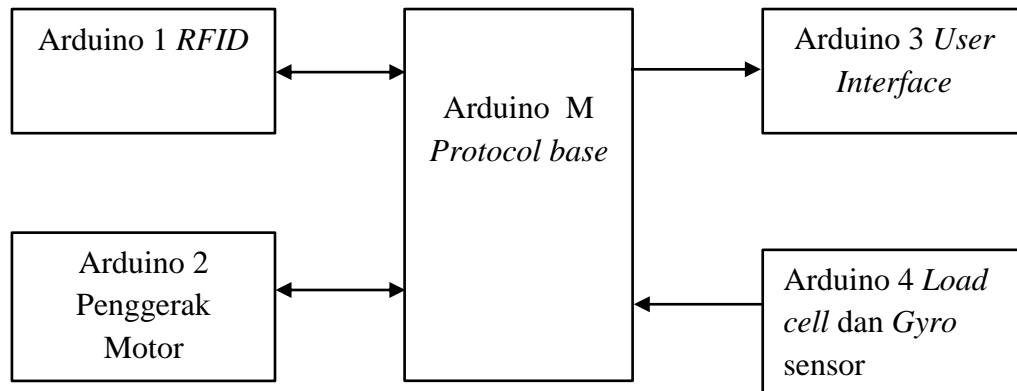 Arduino 1 RFID
Arduino M
Protocol base
Arduino 3 User
Interface
Arduino 2
Penggerak
Motor
Arduino 4 Load
cell dan Gyro
sensor